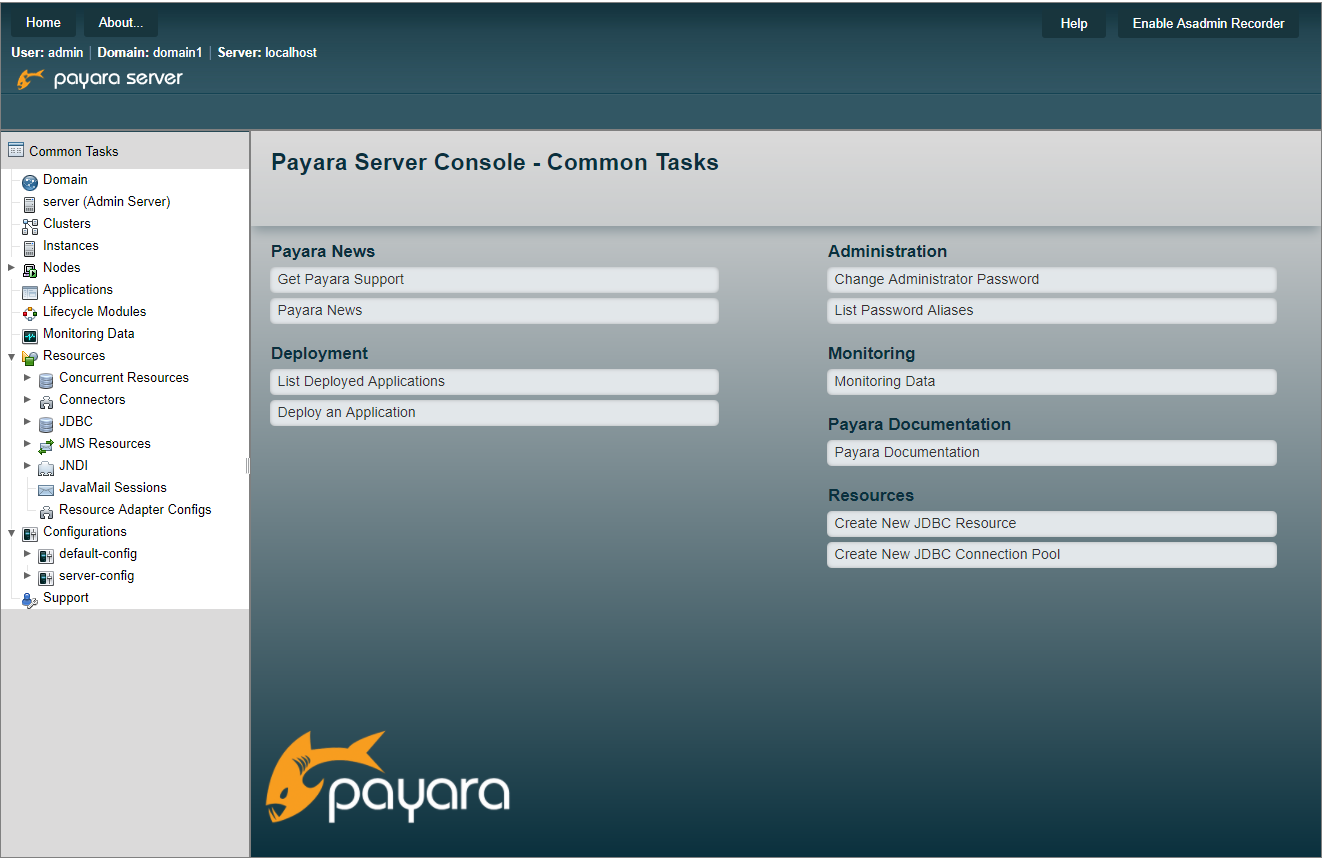 Home About... Help Enable Asadmin Recorder
User: admin Domain: domain1 Server: localhost
payara server
Common Tasks
Domain
server (Admin Server)
Clusters
Instances
Nodes
Applications
Lifecycle Modules
Monitoring Data
Resources
Concurrent Resources
Connectors
JDBC
JMS Resources
JNDI
JavaMail Sessions
Resource Adapter Configs
Configurations
default-config
server-config
Support
Payara Server Console - Common Tasks
Payara News
Get Payara Support
Payara News
Deployment
List Deployed Applications
Deploy an Application
Administration
Change Administrator Password
List Password Aliases
Monitoring
Monitoring Data
Payara Documentation
Payara Documentation
Resources
Create New JDBC Resource
Create New JDBC Connection Pool
payara